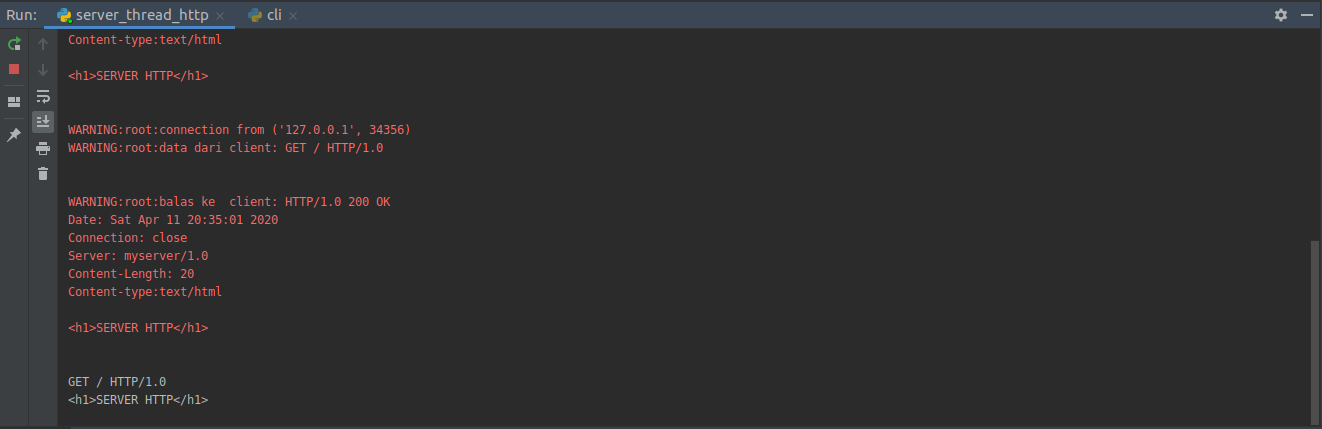 Run: server_thread_http × cli ×
Content-type:text/html
<h1>SERVER HTTP</h1>
WARNING:root:connection from ('127.0.0.1', 34356)
WARNING:root:data dari client: GET / HTTP/1.0
WARNING:root:balas ke  client: HTTP/1.0 200 OK
Date: Sat Apr 11 20:35:01 2020
Connection: close
Server: myserver/1.0
Content-Length: 20
Content-type:text/html
<h1>SERVER HTTP</h1>
GET / HTTP/1.0
<h1>SERVER HTTP</h1>